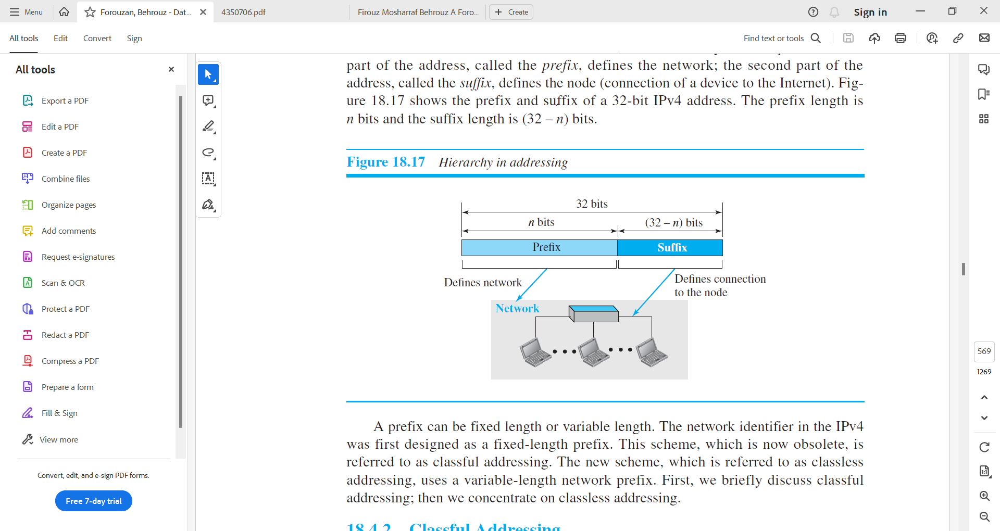 Menu
Forouzan, Behrouz - Dat...
4350706.pdf
Firouz Mosharraf Behrouz A Foro...
+ Create
Sign in
All tools
Edit
Convert
Sign
Find text or tools
All tools
Export a PDF
Edit a PDF
Create a PDF
Combine files
Organize pages
Add comments
Request e-signatures
Scan & OCR
Protect a PDF
Redact a PDF
Compress a PDF
Prepare a form
Fill & Sign
View more
Convert, edit, and e-sign PDF forms.
Free 7-day trial
part of the address, called the prefix, defines the network; the second part of the
address, called the suffix, defines the node (connection of a device to the Internet). Fig-
ure 18.17 shows the prefix and suffix of a 32-bit IPv4 address. The prefix length is
n bits and the suffix length is (32 – n) bits.
Figure 18.17 Hierarchy in addressing
32 bits
n bits
(32 – n) bits
Prefix
Suffix
Defines network
Defines connection
to the node
Network
A prefix can be fixed length or variable length. The network identifier in the IPv4
was first designed as a fixed-length prefix. This scheme, which is now obsolete, is
referred to as classful addressing. The new scheme, which is referred to as classless
addressing, uses a variable-length network prefix. First, we briefly discuss classful
addressing; then we concentrate on classless addressing.
18.4.2 Classful Addressing
569
1269